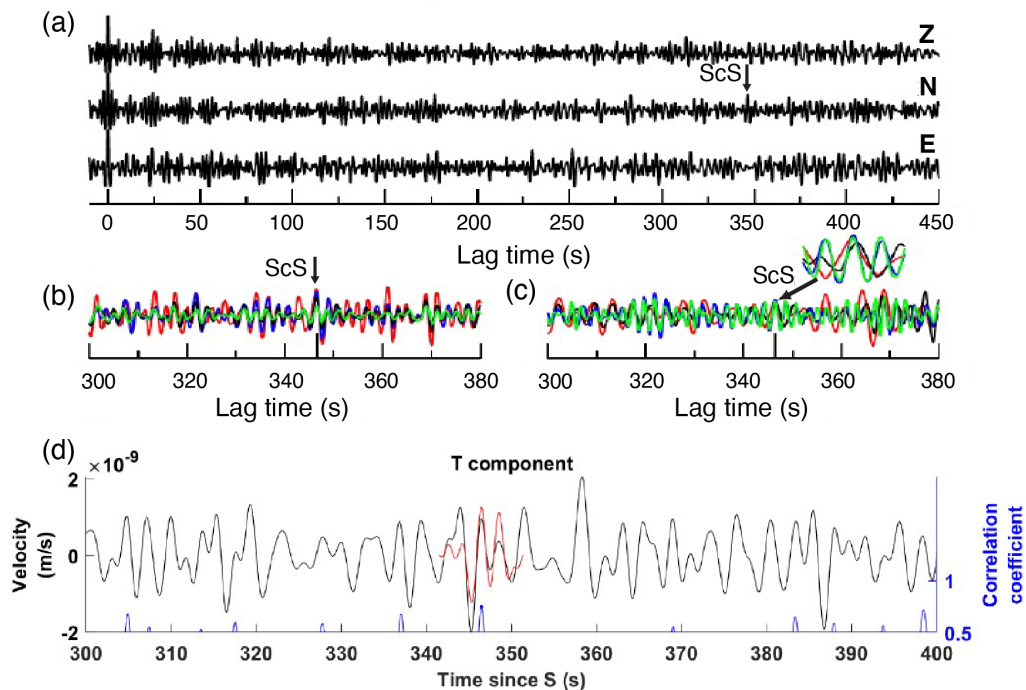 (a)
Z
ScS
N
E
0 50 100 150 200 250 300 350 400 450
Lag time (s)
(b)
ScS
300 320 340 360 380
Lag time (s)
(c)
ScS
300 320 340 360 380
Lag time (s)
(d)
×10-9
T component
2
0
-2
Velocity
(m/s)
1
0.5
Correlation
coefficient
300 310 320 330 340 350 360 370 380 390 400
Time since S (s)